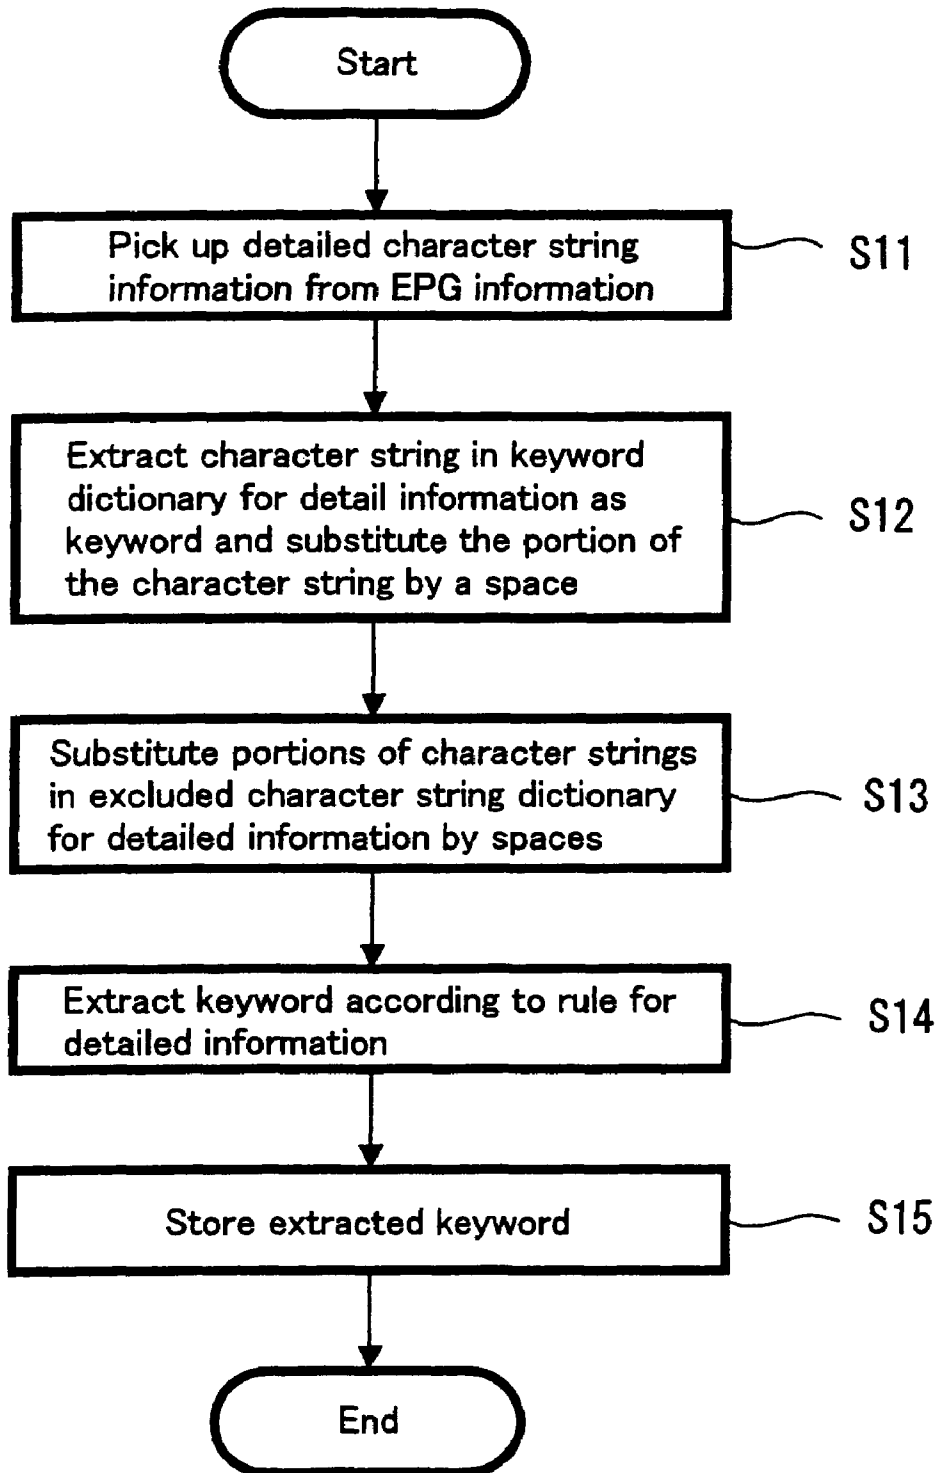 Start
Pick up detailed character string
information from EPG information
S11
Extract character string in keyword
dictionary for detail information as
keyword and substitute the portion of
the character string by a space
S12
Substitute portions of character strings
in excluded character string dictionary
for detailed information by spaces
S13
Extract keyword according to rule for
detailed information
S14
Store extracted keyword
S15
End